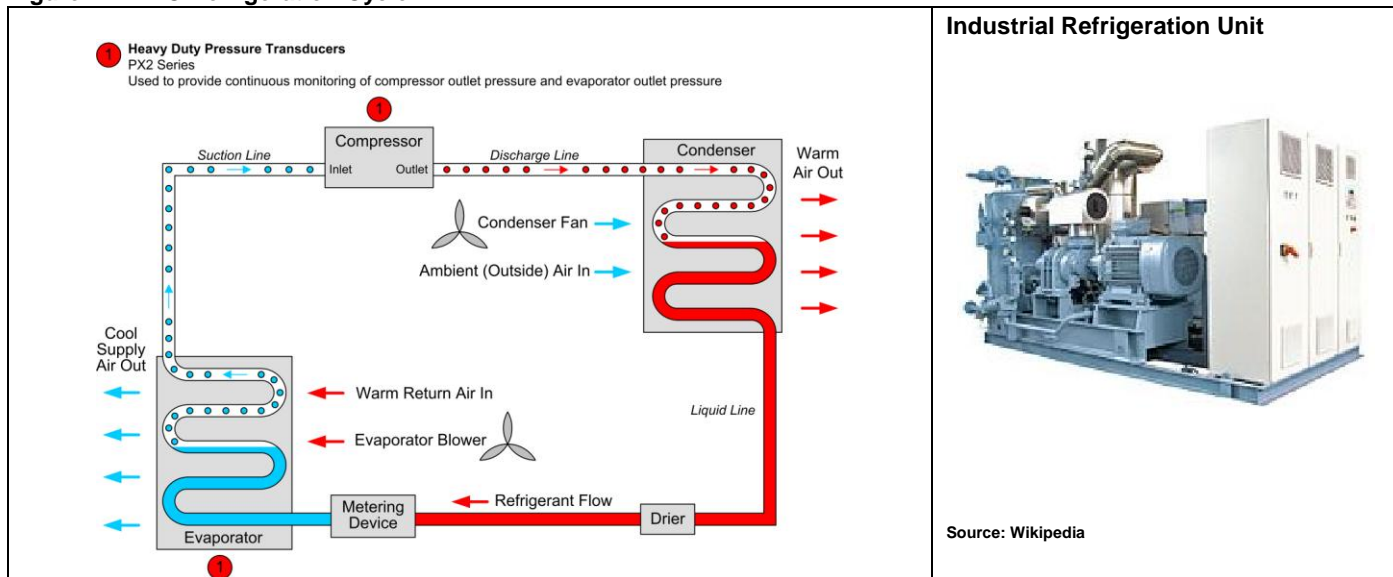 1
Heavy Duty Pressure Transducers
PX2 Series
Used to provide continuous monitoring of compressor outlet pressure and evaporator outlet pressure
1
Compressor
Suction Line
Inlet
Outlet
Discharge Line
Condenser
Warm
Air Out
Condenser Fan
Ambient (Outside) Air In
Cool
Supply
Air Out
Warm Return Air In
Evaporator Blower
Liquid Line
Refrigerant Flow
Metering
Device
Drier
Evaporator
1
Industrial Refrigeration Unit
Source: Wikipedia